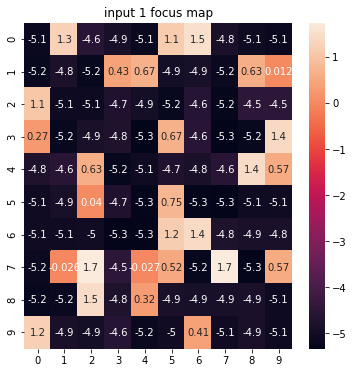 input 1 focus map
0 -5.1 1.3 -4.6 -4.9 -5.1 1.1 1.5 -4.8 -5.1 -5.1
1 -5.2 -4.8 -5.2 0.43 0.67 -4.9 -4.9 -5.2 0.63 0.012
2 1.1 -5.1 -5.1 -4.7 -4.9 -5.2 -4.6 -5.2 -4.5 -4.5
3 0.27 -5.2 -4.9 -4.8 -5.3 0.67 -4.6 -5.3 -5.2 1.4
4 -4.8 -4.6 0.63 -5.2 -5.1 -4.7 -4.8 -4.6 1.4 0.57
5 -5.1 -4.9 0.04 -4.7 -5.3 0.75 -5.3 -5.3 -5.1 -5.1
6 -5.1 -5.1 -5 -5.3 -5.3 1.2 1.4 -4.8 -4.9 -4.8
7 -5.2 -0.026 1.7 -4.5 -0.027 0.52 -5.2 1.7 -5.3 0.57
8 -5.2 -5.2 1.5 -4.8 0.32 -4.9 -4.9 -4.9 -4.9 -5.1
9 1.2 -4.9 -4.9 -4.6 -5.2 -5 0.41 -5.1 -4.9 -5.1
0 1 2 3 4 5 6 7 8 9
1
0
−1
−2
−3
−4
−5